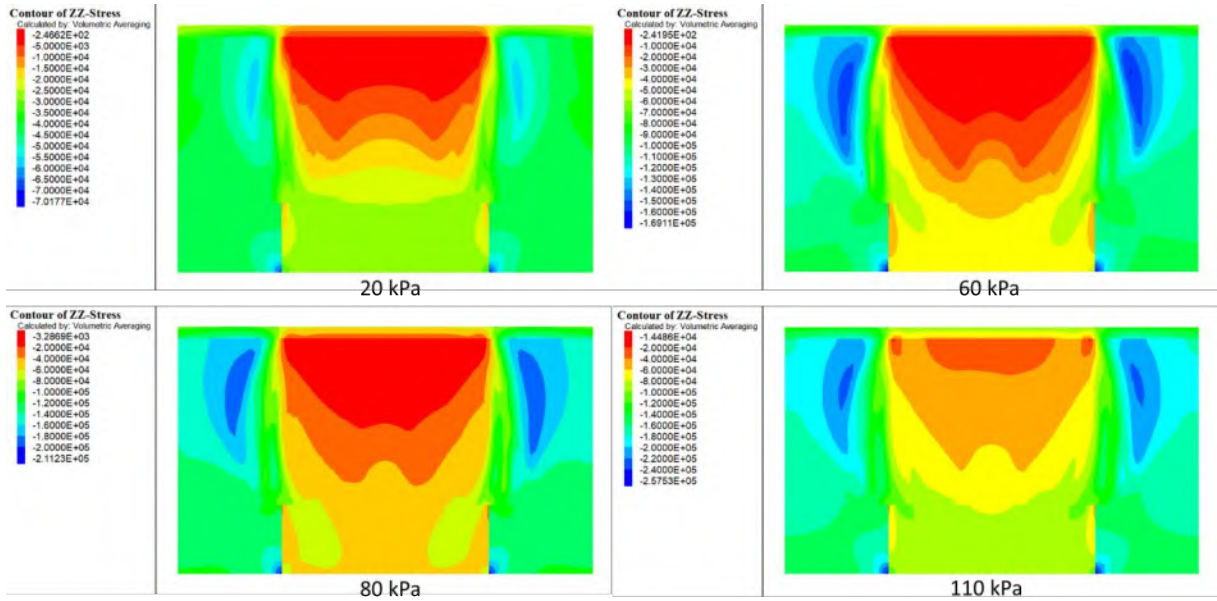 Contour of ZZ-Stress
Calculated by: Volumetric Averaging
-2.4662E+02
-5.0000E+03
-1.0000E+04
-1.5000E+04
-2.0000E+04
-2.5000E+04
-3.0000E+04
-3.5000E+04
-4.0000E+04
-4.5000E+04
-5.0000E+04
-5.5000E+04
-6.0000E+04
-6.5000E+04
-7.0000E+04
-7.0177E+04
20 kPa
Contour of ZZ-Stress
Calculated by: Volumetric Averaging
-2.4195E+02
-1.0000E+04
-2.0000E+04
-3.0000E+04
-4.0000E+04
-5.0000E+04
-6.0000E+04
-7.0000E+04
-8.0000E+04
-9.0000E+04
-1.0000E+05
-1.1000E+05
-1.2000E+05
-1.3000E+05
-1.4000E+05
-1.5000E+05
-1.6000E+05
-1.6911E+05
60 kPa
Contour of ZZ-Stress
Calculated by: Volumetric Averaging
-3.2869E+03
-2.0000E+04
-4.0000E+04
-6.0000E+04
-8.0000E+04
-1.0000E+05
-1.2000E+05
-1.4000E+05
-1.6000E+05
-1.8000E+05
-2.0000E+05
-2.1123E+05
80 kPa
Contour of ZZ-Stress
Calculated by: Volumetric Averaging
-1.4486E+04
-2.0000E+04
-4.0000E+04
-6.0000E+04
-8.0000E+04
-1.0000E+05
-1.2000E+05
-1.4000E+05
-1.6000E+05
-1.8000E+05
-2.0000E+05
-2.2000E+05
-2.4000E+05
-2.5753E+05
110 kPa